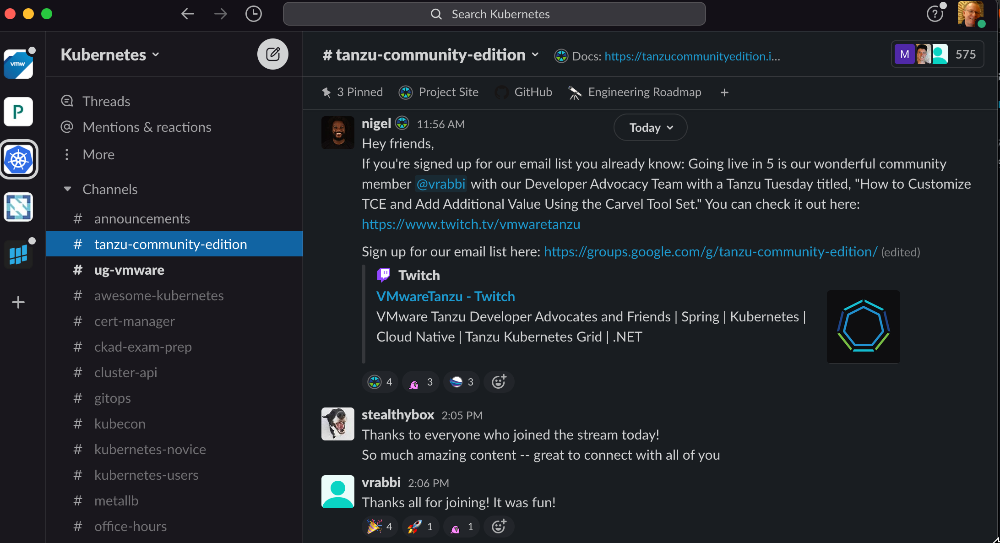 Search Kubernetes
?
vmw
P
Kubernetes
Threads
@ Mentions & reactions
More
Channels
# announcements
# tanzu-community-edition
# ug-vmware
# awesome-kubernetes
# cert-manager
# ckad-exam-prep
# cluster-api
# gitops
# kubecon
# kubernetes-novice
# kubernetes-users
# metallb
# office-hours
# tanzu-community-edition
Docs: https://tanzucommunityedition.i...
M 575
3 Pinned Project Site GitHub Engineering Roadmap +
nigel 11:56 AM
Today
Hey friends,
If you're signed up for our email list you already know: Going live in 5 is our wonderful community
member @vrabbi with our Developer Advocacy Team with a Tanzu Tuesday titled, "How to Customize
TCE and Add Additional Value Using the Carvel Tool Set." You can check it out here:
https://www.twitch.tv/vmwaretanzu
Sign up for our email list here: https://groups.google.com/g/tanzu-community-edition/ (edited)
Twitch
VMwareTanzu - Twitch
VMware Tanzu Developer Advocates and Friends | Spring | Kubernetes |
Cloud Native | Tanzu Kubernetes Grid | .NET
4 3 3
stealthybox 2:05 PM
Thanks to everyone who joined the stream today!
So much amazing content -- great to connect with all of you
vrabbi 2:06 PM
Thanks all for joining! It was fun!
4 1 1